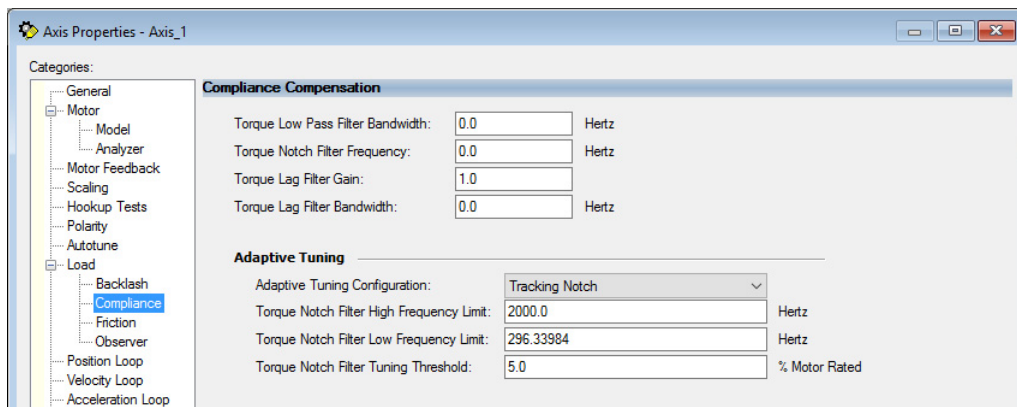 Axis Properties - Axis_1
Categories:
General
Motor
Model
Analyzer
Motor Feedback
Scaling
Hookup Tests
Polarity
Autotune
Load
Backlash
Compliance
Friction
Observer
Position Loop
Velocity Loop
Acceleration Loop
Compliance Compensation
Torque Low Pass Filter Bandwidth: 0.0 Hertz
Torque Notch Filter Frequency: 0.0 Hertz
Torque Lag Filter Gain: 1.0
Torque Lag Filter Bandwidth: 0.0 Hertz
Adaptive Tuning
Adaptive Tuning Configuration: Tracking Notch
Torque Notch Filter High Frequency Limit: 2000.0 Hertz
Torque Notch Filter Low Frequency Limit: 296.33984 Hertz
Torque Notch Filter Tuning Threshold: 5.0 % Motor Rated